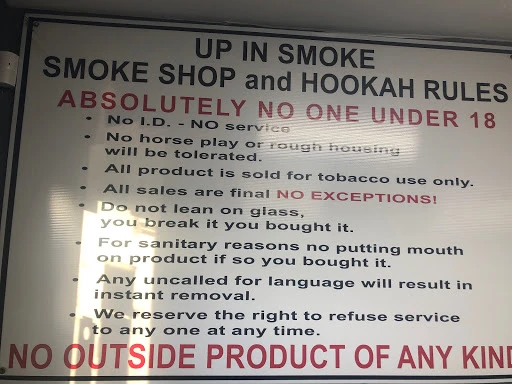 UP IN SMOKE
SMOKE SHOP and HOOKAH RULES
ABSOLUTELY NO ONE UNDER 18
• No I.D. - NO service
• No horse play or rough housing
will be tolerated.
• All product is sold for tobacco use only.
• All sales are final NO EXCEPTIONS!
• Do not lean on glass,
you break it you bought it.
• For sanitary reasons no putting mouth
on product if so you bought it.
• Any uncalled for language will result in
instant removal.
• We reserve the right to refuse service
to any one at any time.
NO OUTSIDE PRODUCT OF ANY KIND